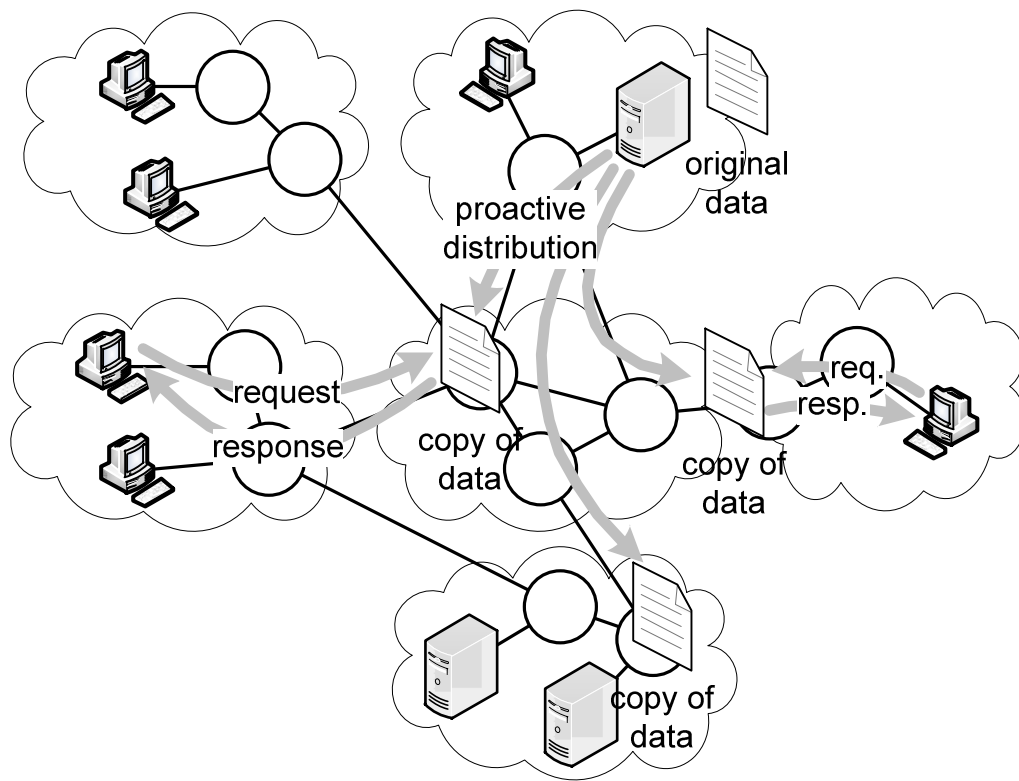 original
data
proactive
distribution
request
response
copy of
data
req.
resp.
copy of
data
copy of
data